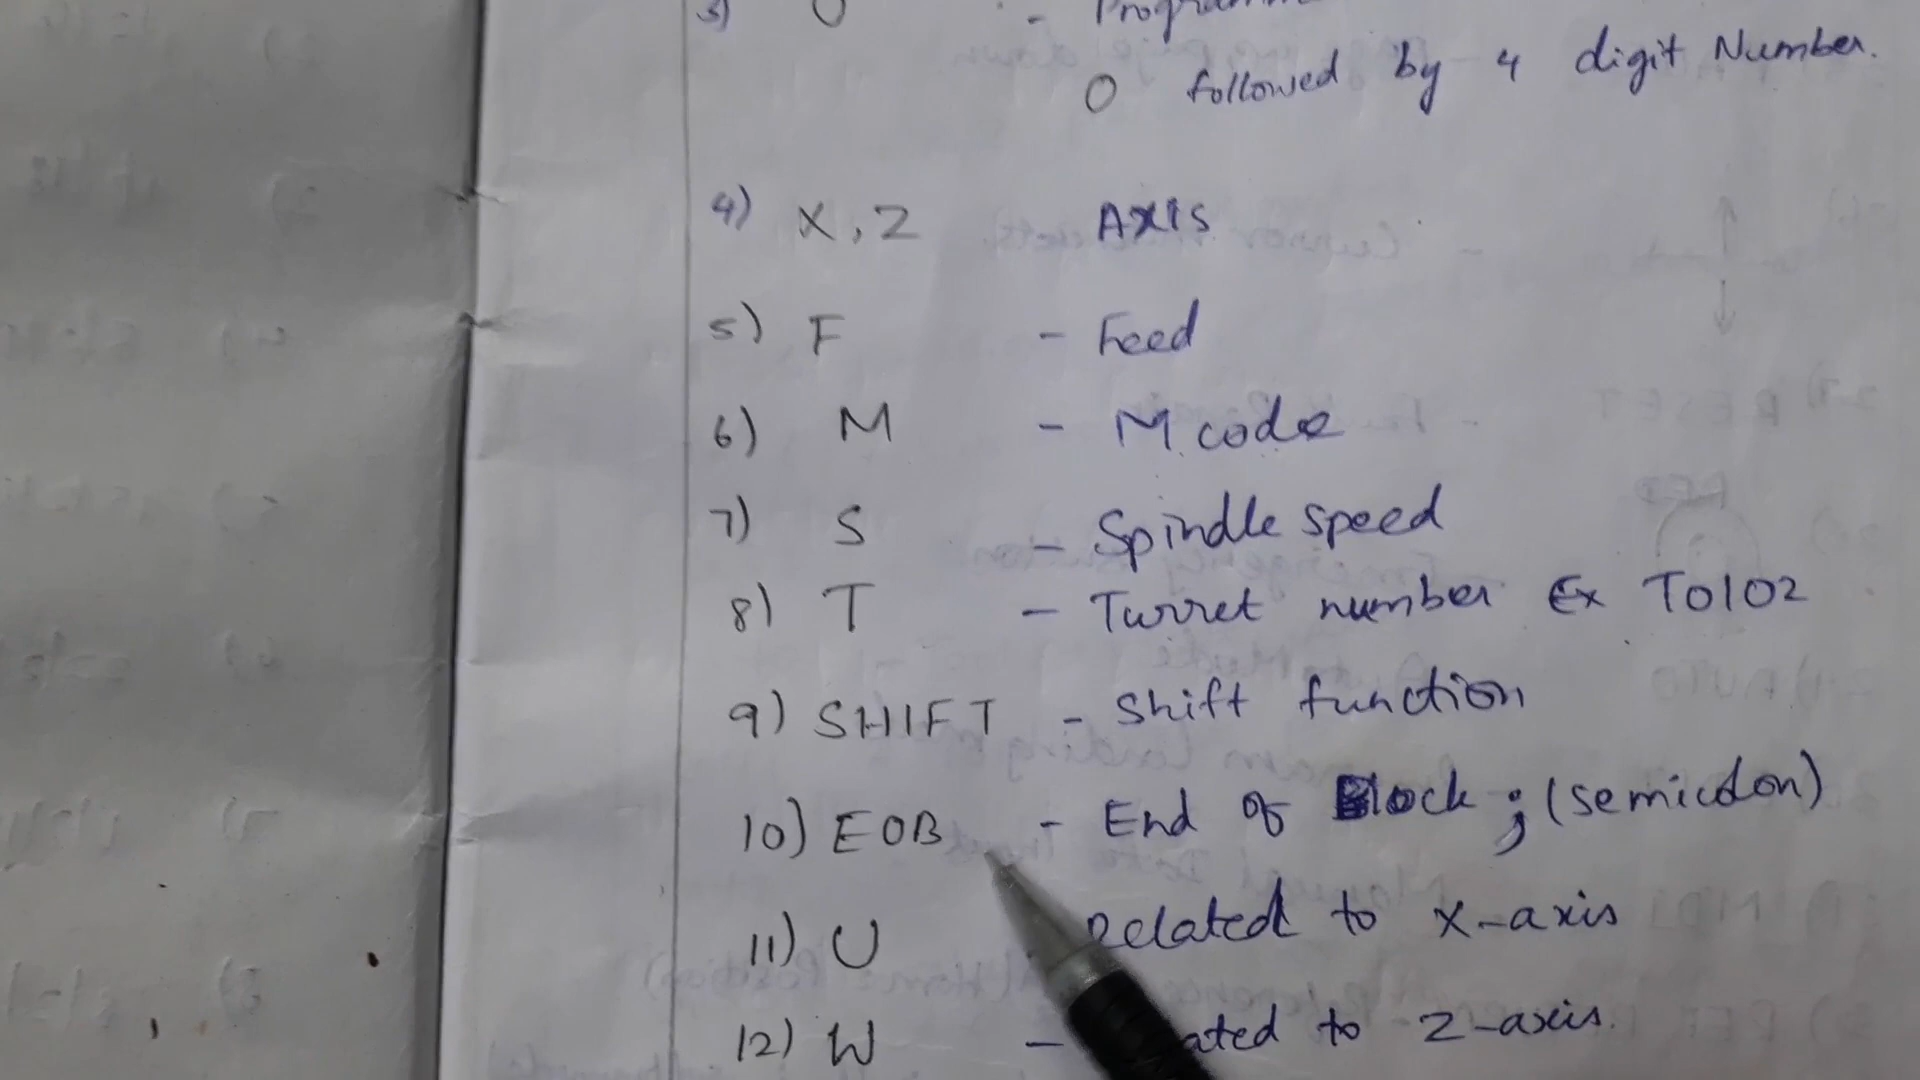 3) O -
O followed by 4 digit Number.
4) X,Z AXIS
5) F - Feed
6) M - M code
7) S - Spindle speed
8) T - Turret number Ex T0102
9) SHIFT - Shift function
10) EOB - End of Block ; (semicolon)
11) U Related to X-axis
12) W - to Z-axis.